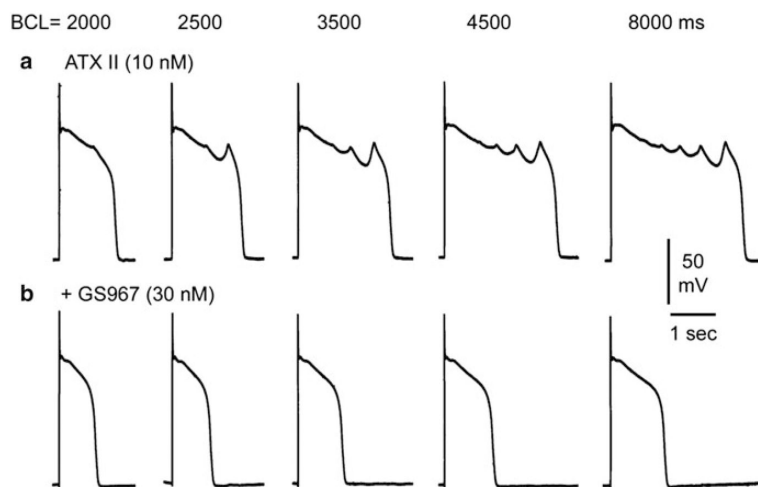 BCL= 2000 2500 3500 4500 8000 ms
a ATX II (10 nM)
50
mV
b + GS967 (30 nM)
1 sec